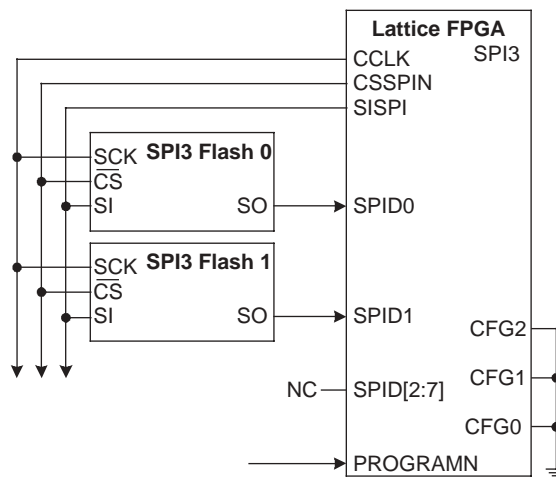 Lattice FPGA
CCLK
SPI3
CSSPIN
SISPI
SCK
SPI3 Flash 0
CS
SI
SO
SPID0
SCK
SPI3 Flash 1
CS
SI
SO
SPID1
CFG2
NC
SPID[2:7]
CFG1
CFG0
PROGRAMN